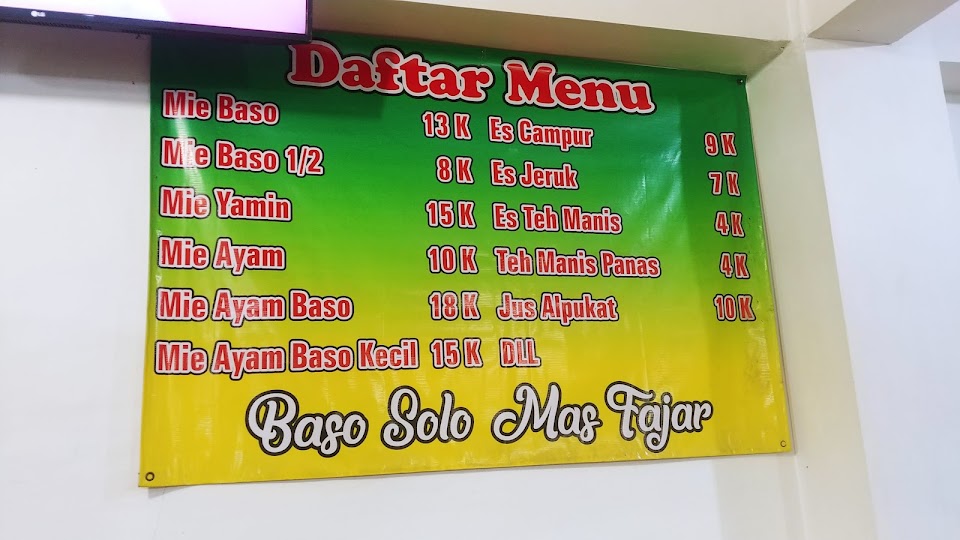 LG
Daftar Menu
Mie Baso 13 K
Mie Baso 1/2 8 K
Mie Yamin 15 K
Mie Ayam 10 K
Mie Ayam Baso 18 K
Mie Ayam Baso Kecil 15 K
Es Campur 9 K
Es Jeruk 7 K
Es Teh Manis 4 K
Teh Manis Panas 4 K
Jus Alpukat 10 K
DLL
Baso Solo Mas Fajar